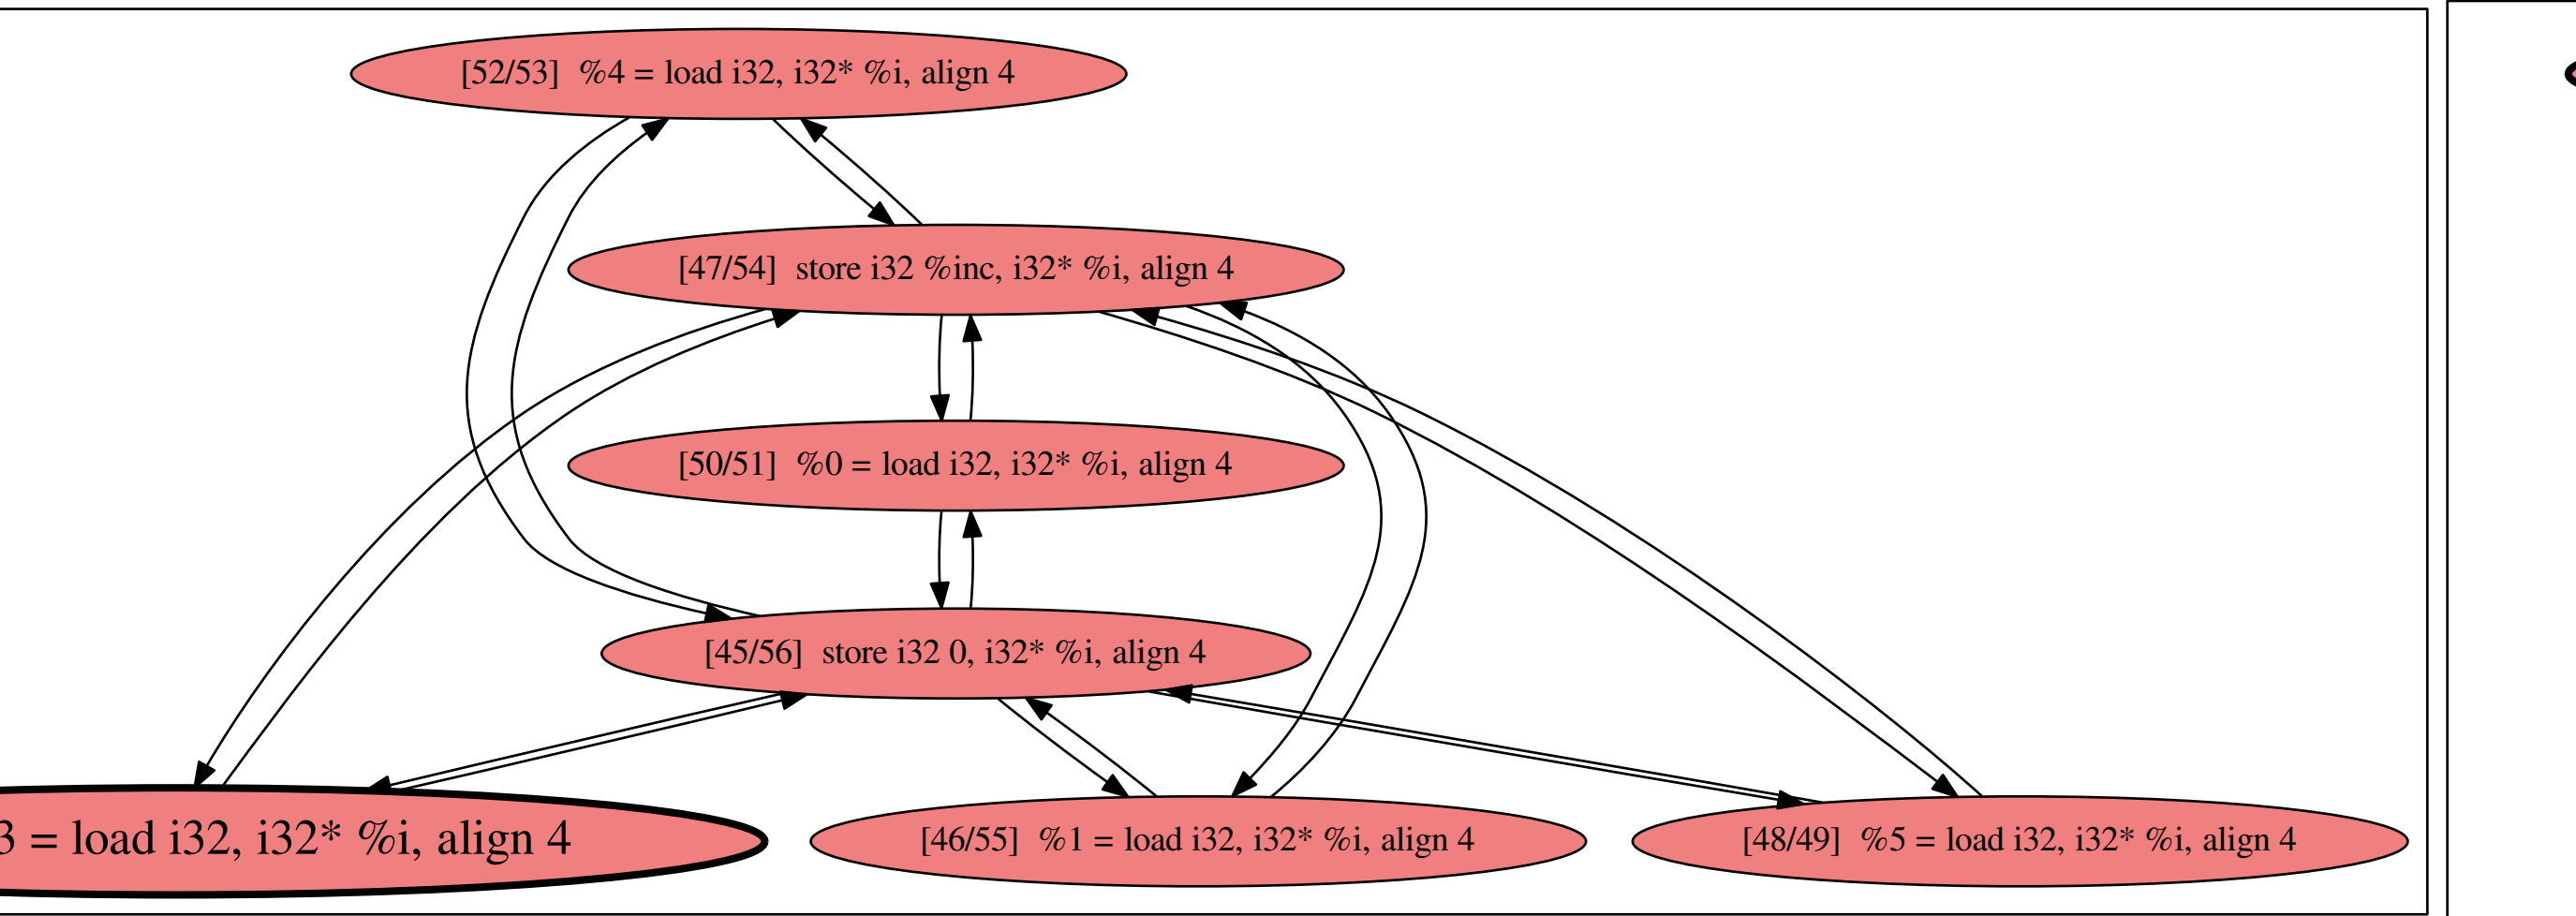 [52/53]  %4 = load i32, i32* %i, align 4
[47/54]  store i32 %inc, i32* %i, align 4
[50/51]  %0 = load i32, i32* %i, align 4
[45/56]  store i32 0, i32* %i, align 4
3 = load i32, i32* %i, align 4
[46/55]  %1 = load i32, i32* %i, align 4
[48/49]  %5 = load i32, i32* %i, align 4